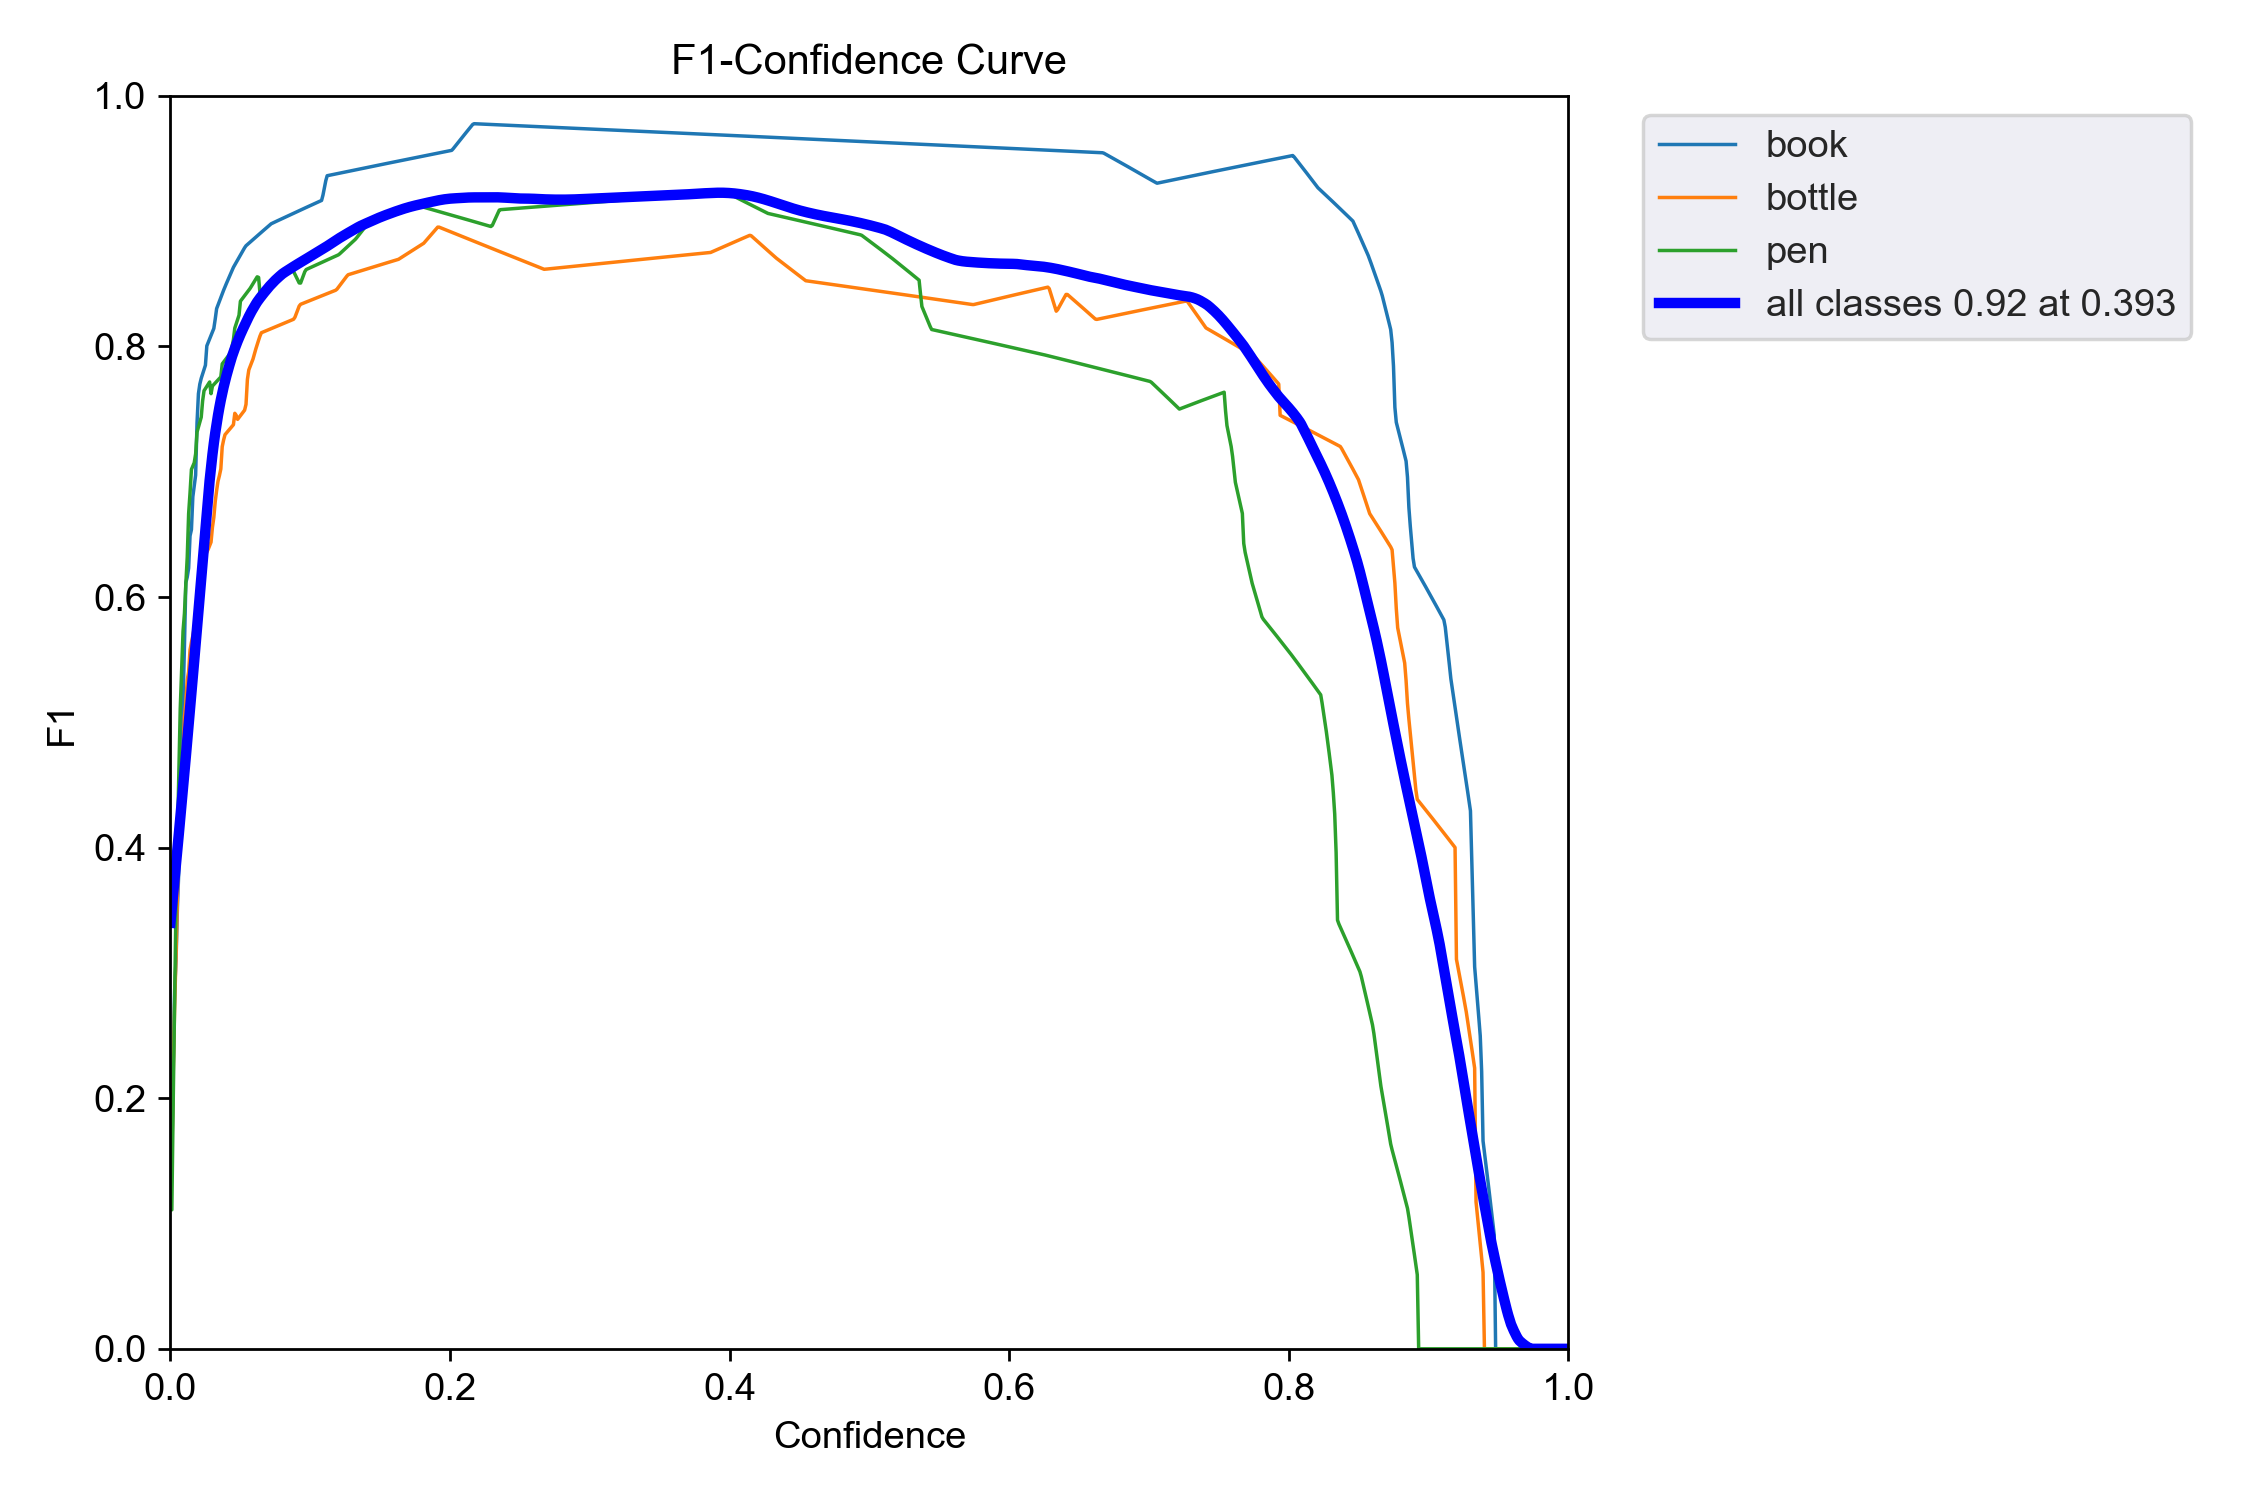 F1-Confidence Curve
1.0
0.8
0.6
0.4
0.2
0.0
F1
0.0 0.2 0.4 0.6 0.8 1.0
Confidence
book
bottle
pen
all classes 0.92 at 0.393